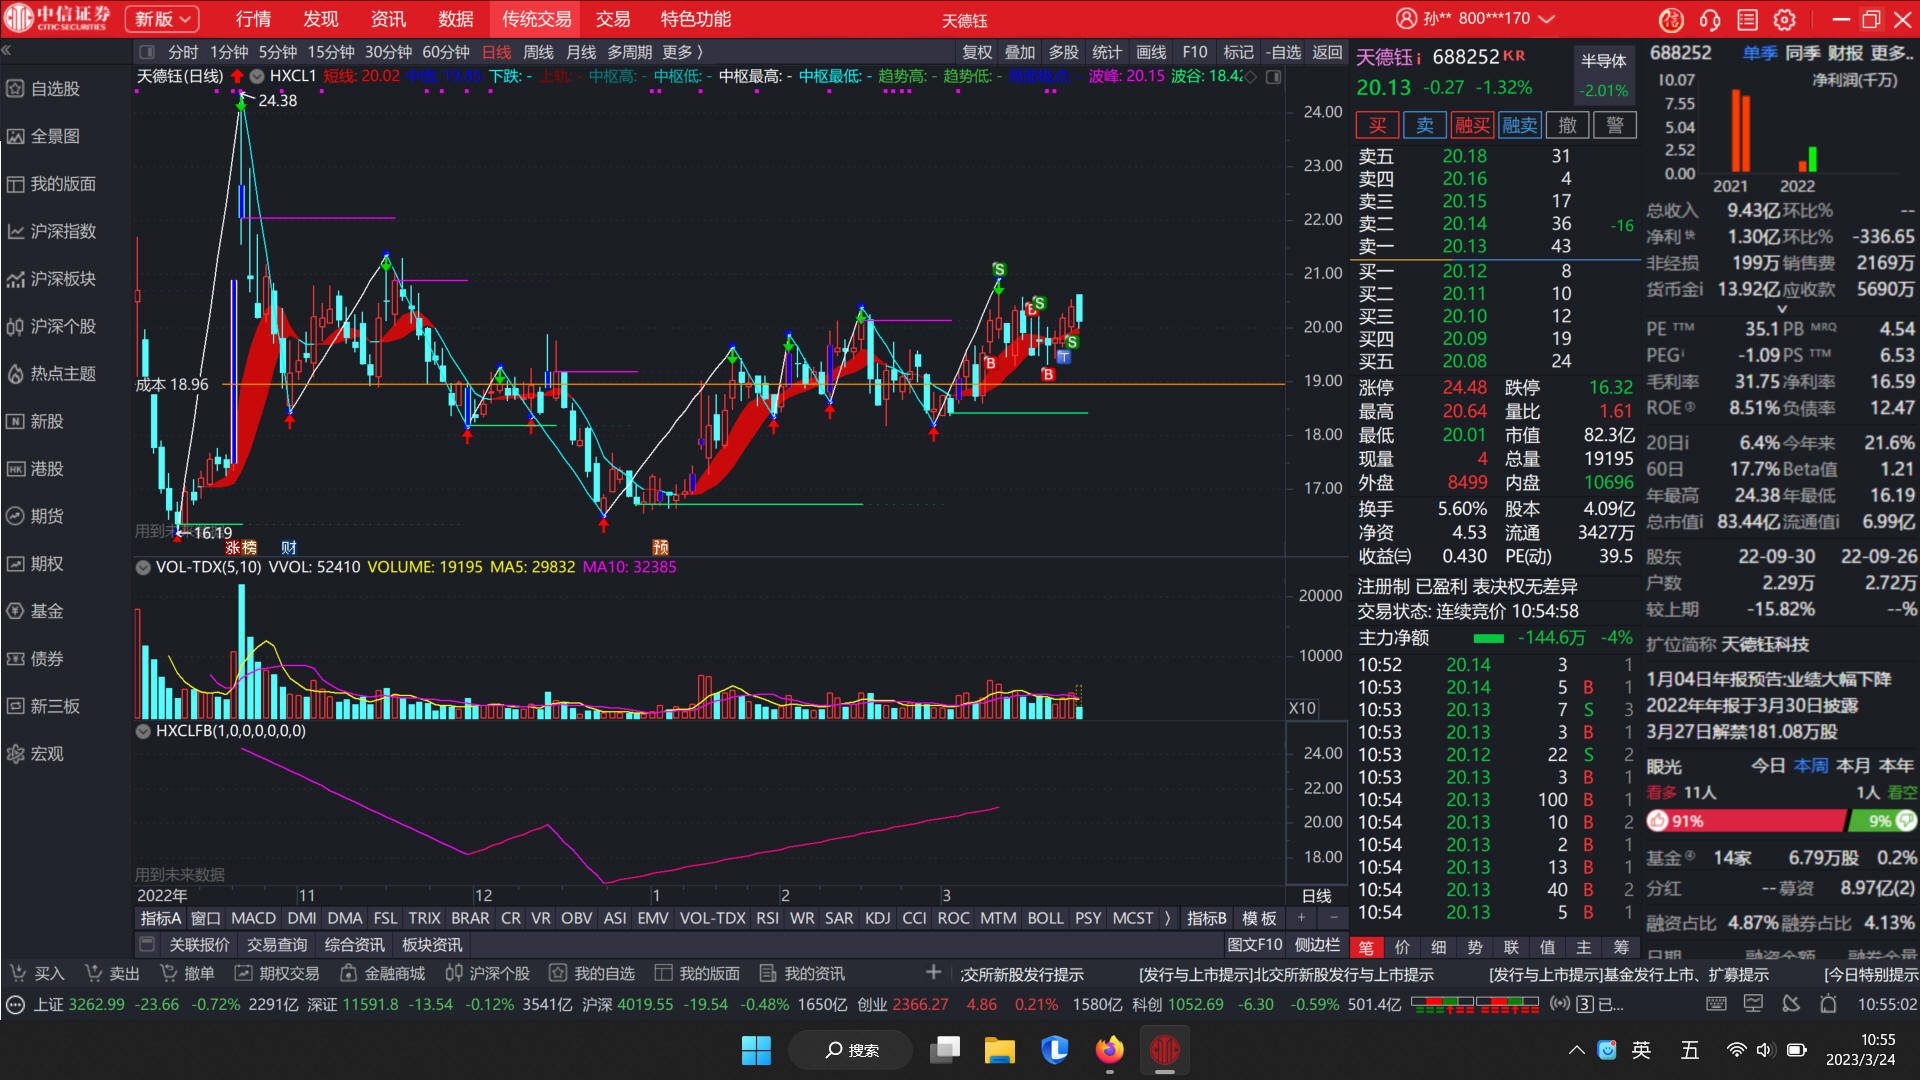 中信证券 CITIC SECURITIES 新版 行情 发现 资讯 数据 传统交易 交易 特色功能 天德钰 孙** 800***170
分时 1分钟 5分钟 15分钟 30分钟 60分钟 日线 周线 月线 多周期 更多 〉 复权 叠加 多股 统计 画线 F10 标记 -自选 返回
天德钰(日线) HXCL1 短线: 20.02 中线: 19.85 下跌: - 上轨: - 中枢高: - 中枢低: - 中枢最高: - 中枢最低: - 趋势高: - 趋势低: - 波峰: 20.15 波谷: 18.42
自选股
全景图
我的版面
沪深指数
沪深板块
沪深个股
热点主题
新股
港股
期货
期权
基金
债券
新三板
宏观
24.38
24.00
23.00
22.00
21.00
20.00
19.00
18.00
17.00
成本 18.96
S
B S
S
B T
B
用到未来
16.19
涨 榜 财 预
VOL-TDX(5,10) VVOL: 52410 VOLUME: 19195 MA5: 29832 MA10: 32385
20000
10000
X10
HXCLFB(1,0,0,0,0,0,0)
24.00
22.00
20.00
18.00
用到未来数据
2022年 11 12 1 2 3 日线
指标A 窗口 MACD DMI DMA FSL TRIX BRAR CR VR OBV ASI EMV VOL-TDX RSI WR SAR KDJ CCI ROC MTM BOLL PSY MCST 〉 指标B 模板 + −
关联报价 交易查询 综合资讯 板块资讯 图文F10 侧边栏
天德钰i 688252 KR 半导体
20.13 -0.27 -1.32% -2.01%
买 卖 融买 融卖 撤 警
卖五 20.18 31
卖四 20.16 4
卖三 20.15 17
卖二 20.14 36 -16
卖一 20.13 43
买一 20.12 8
买二 20.11 10
买三 20.10 12
买四 20.09 19
买五 20.08 24
涨停 24.48 跌停 16.32
最高 20.64 量比 1.61
最低 20.01 市值 82.3亿
现量 4 总量 19195
外盘 8499 内盘 10696
换手 5.60% 股本 4.09亿
净资 4.53 流通 3427万
收益㈢ 0.430 PE(动) 39.5
注册制 已盈利 表决权无差异
交易状态: 连续竞价 10:54:58
主力净额 -144.6万 -4%
10:52 20.14 3 1
10:53 20.14 5 B 1
10:53 20.13 7 S 3
10:53 20.13 3 B 1
10:53 20.12 22 S 2
10:53 20.13 3 B 1
10:54 20.13 100 B 1
10:54 20.13 10 B 2
10:54 20.13 2 B 1
10:54 20.13 13 B 1
10:54 20.13 40 B 2
10:54 20.13 5 B 1
笔 价 细 势 联 值 主 筹
688252 单季 同季 财报 更多..
10.07 净利润(千万)
7.55
5.04
2.52
0.00
2021 2022
总收入 9.43亿 环比% --
净利 快 1.30亿 环比% -336.65
非经损 199万 销售费 2169万
货币金i 13.92亿 应收款 5690万
PE TTM 35.1 PB MRQ 4.54
PEG i -1.09 PS TTM 6.53
毛利率 31.75 净利率 16.59
ROE③ 8.51% 负债率 12.47
20日i 6.4% 今年来 21.6%
60日 17.7% Beta值 1.21
年最高 24.38 年最低 16.19
总市值i 83.44亿 流通值i 6.99亿
股东 22-09-30 22-09-26
户数 2.29万 2.72万
较上期 -15.82% --%
扩位简称 天德钰科技
1月04日年报预告:业绩大幅下降
2022年年报于3月30日披露
3月27日解禁181.08万股
眼光 今日 本周 本月 本年
看多 11人 1人 看空
91% 9%
基金④ 14家 6.79万股 0.2%
分红 -- 募资 8.97亿(2)
融资占比 4.87% 融券占比 4.13%
日期 融资余额 融券余量
买入 卖出 撤单 期权交易 金融商城 沪深个股 我的自选 我的版面 我的资讯 + 交所新股发行提示 [发行与上市提示]北交所新股发行与上市提示 [发行与上市提示]基金发行上市、扩募提示 [今日特别提示
上证 3262.99 -23.66 -0.72% 2291亿 深证 11591.8 -13.54 -0.12% 3541亿 沪深 4019.55 -19.54 -0.48% 1650亿 创业 2366.27 4.86 0.21% 1580亿 科创 1052.69 -6.30 -0.59% 501.4亿 3 已... 10:55:02
搜索 英 五 10:55
2023/3/24